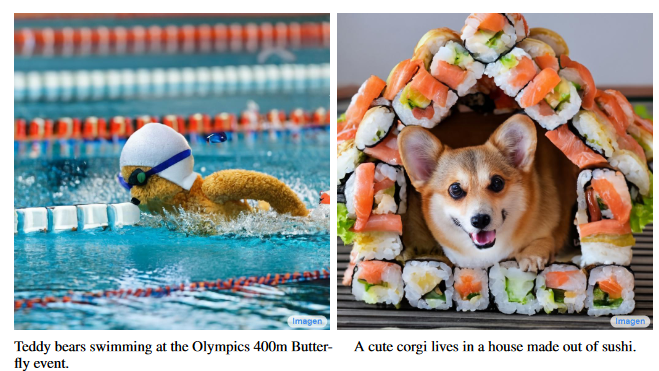 Imagen
Imagen
Teddy bears swimming at the Olympics 400m Butter-
fly event.
A cute corgi lives in a house made out of sushi.